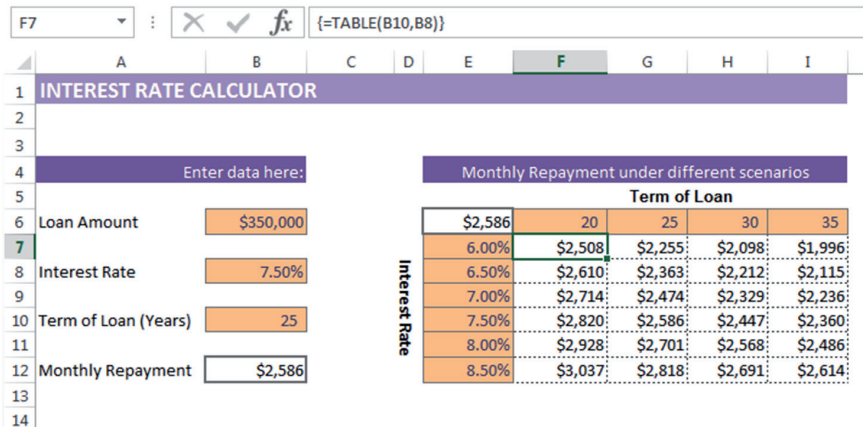 F7 fx {=TABLE(B10,B8)}
A B C D E F G H I
1 INTEREST RATE CALCULATOR
2
3
4 Enter data here: Monthly Repayment under different scenarios
5 Term of Loan
6 Loan Amount $350,000 $2,586 20 25 30 35
7 6.00% $2,508 $2,255 $2,098 $1,996
8 Interest Rate 7.50% 6.50% $2,610 $2,363 $2,212 $2,115
9 7.00% $2,714 $2,474 $2,329 $2,236
10 Term of Loan (Years) 25 7.50% $2,820 $2,586 $2,447 $2,360
11 8.00% $2,928 $2,701 $2,568 $2,486
12 Monthly Repayment $2,586 8.50% $3,037 $2,818 $2,691 $2,614
13
14
Interest Rate